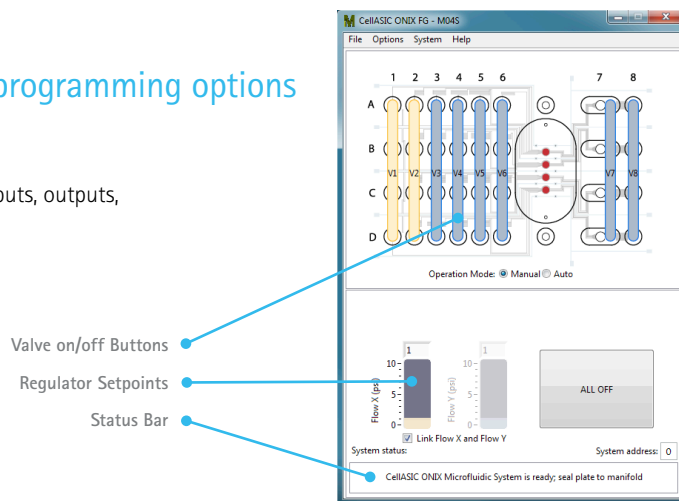 programming options
outs, outputs,
Valve on/off Buttons
Regulator Setpoints
Status Bar
M CellASIC ONIX FG - M04S
File Options System Help
1 2 3 4 5 6 7 8
A
B
V1 V2 V3 V4 V5 V6 V7 V8
C
D
Operation Mode: Manual Auto
1 1
10 10
5 5
0 0
Flow X (psi)
Flow Y (psi)
Link Flow X and Flow Y
ALL OFF
System status: System address: 0
CellASIC ONIX Microfluidic System is ready; seal plate to manifold